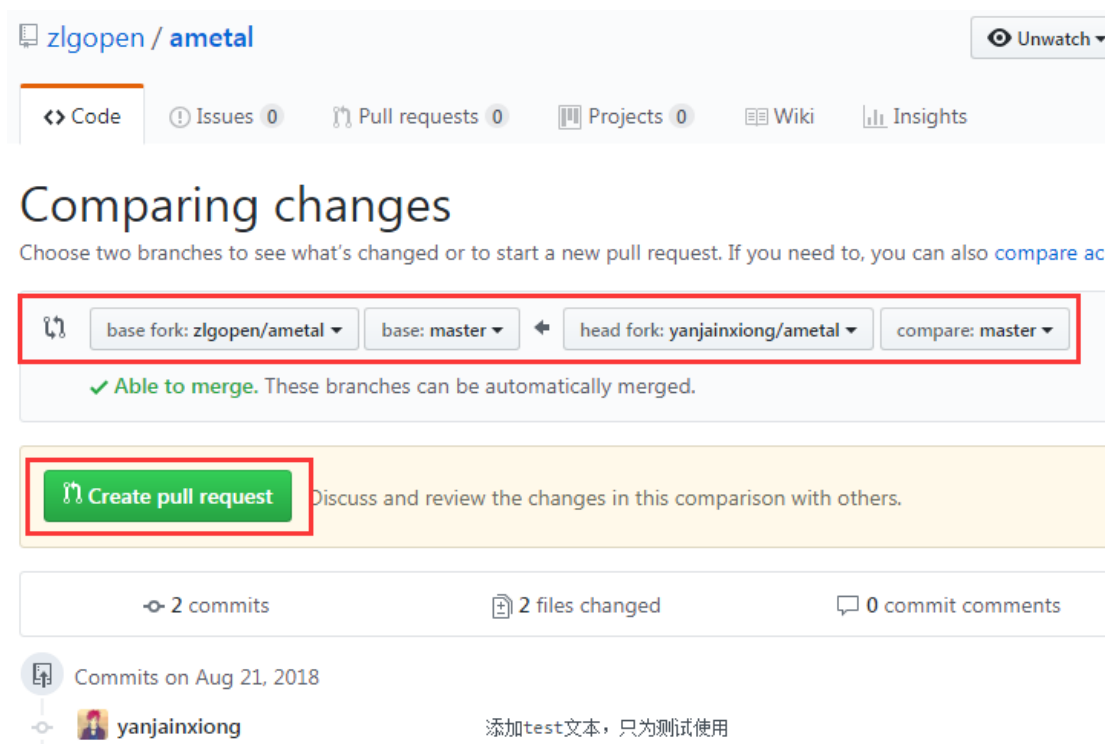 zlgopen / ametal Unwatch
Code Issues 0 Pull requests 0 Projects 0 Wiki Insights
Comparing changes
Choose two branches to see what's changed or to start a new pull request. If you need to, you can also compare ac
base fork: zlgopen/ametal base: master head fork: yanjainxiong/ametal compare: master
Able to merge. These branches can be automatically merged.
Create pull request Discuss and review the changes in this comparison with others.
2 commits 2 files changed 0 commit comments
Commits on Aug 21, 2018
yanjainxiong 添加test文本，只为测试使用